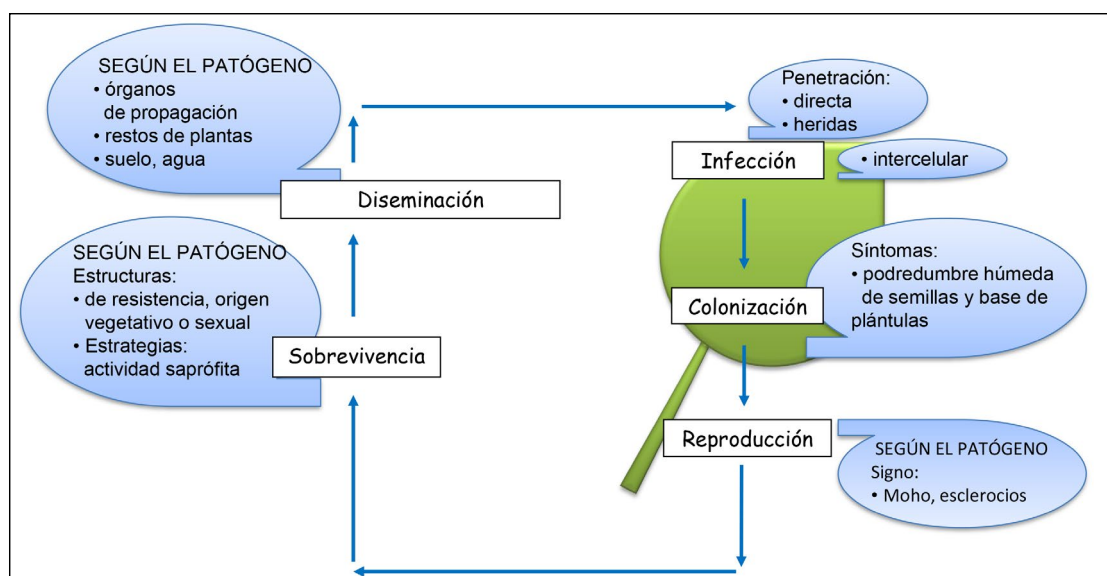 SEGÚN EL PATÓGENO
• órganos
de propagación
• restos de plantas
• suelo, agua
Diseminación
SEGÚN EL PATÓGENO
Estructuras:
• de resistencia, origen
vegetativo o sexual
• Estrategias:
actividad saprófita
Sobrevivencia
Penetración:
• directa
• heridas
Infección
• intercelular
Síntomas:
• podredumbre húmeda
de semillas y base de
plántulas
Colonización
Reproducción
SEGÚN EL PATÓGENO
Signo:
• Moho, esclerocios